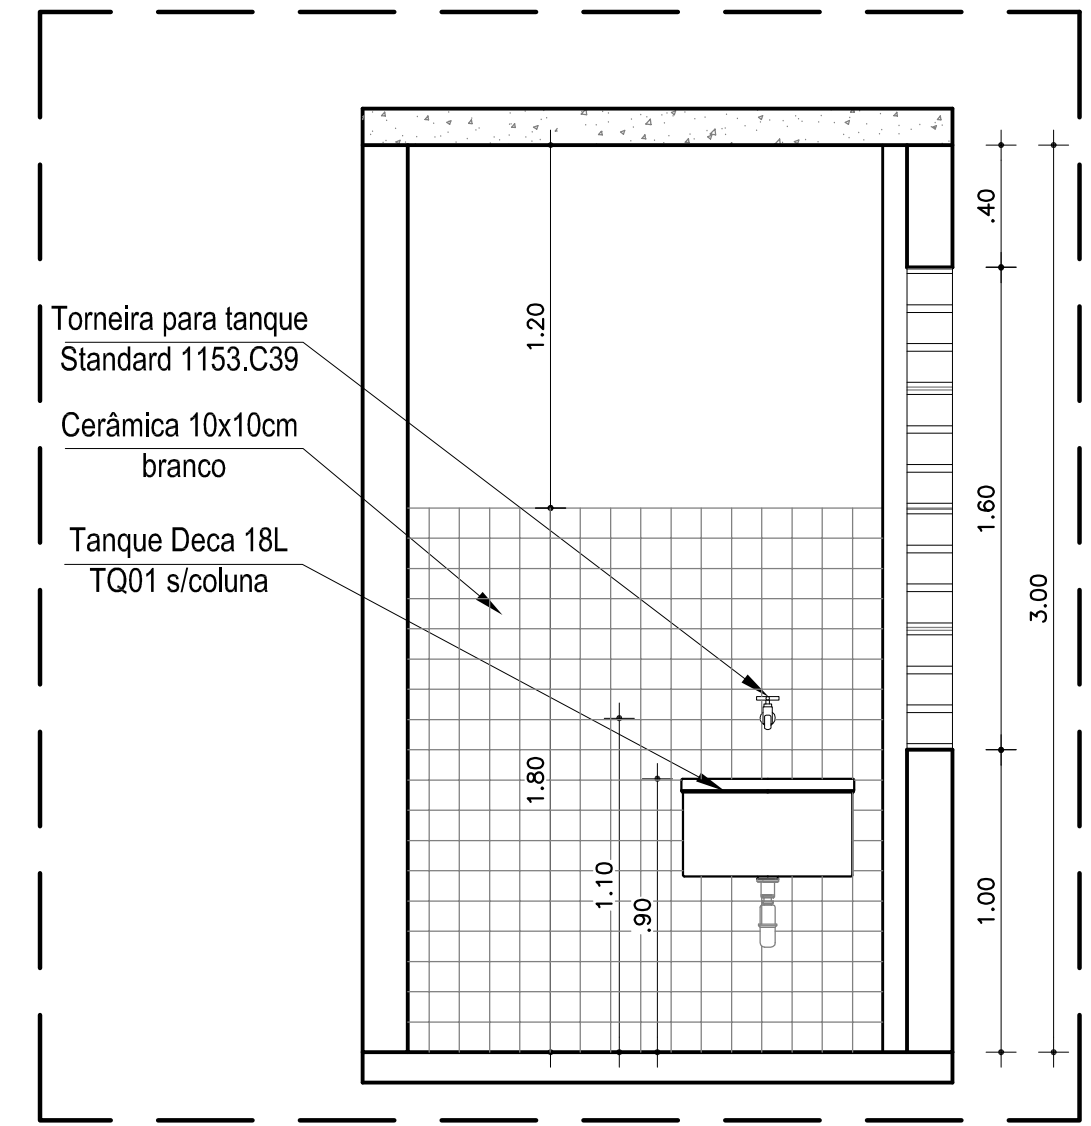 .40
1.20
Torneira para tanque
Standard 1153.C39
Cerâmica 10x10cm
branco
1.60
Tanque Deca 18L
TQ01 s/coluna
3.00
1.80
1.10
.90
1.00